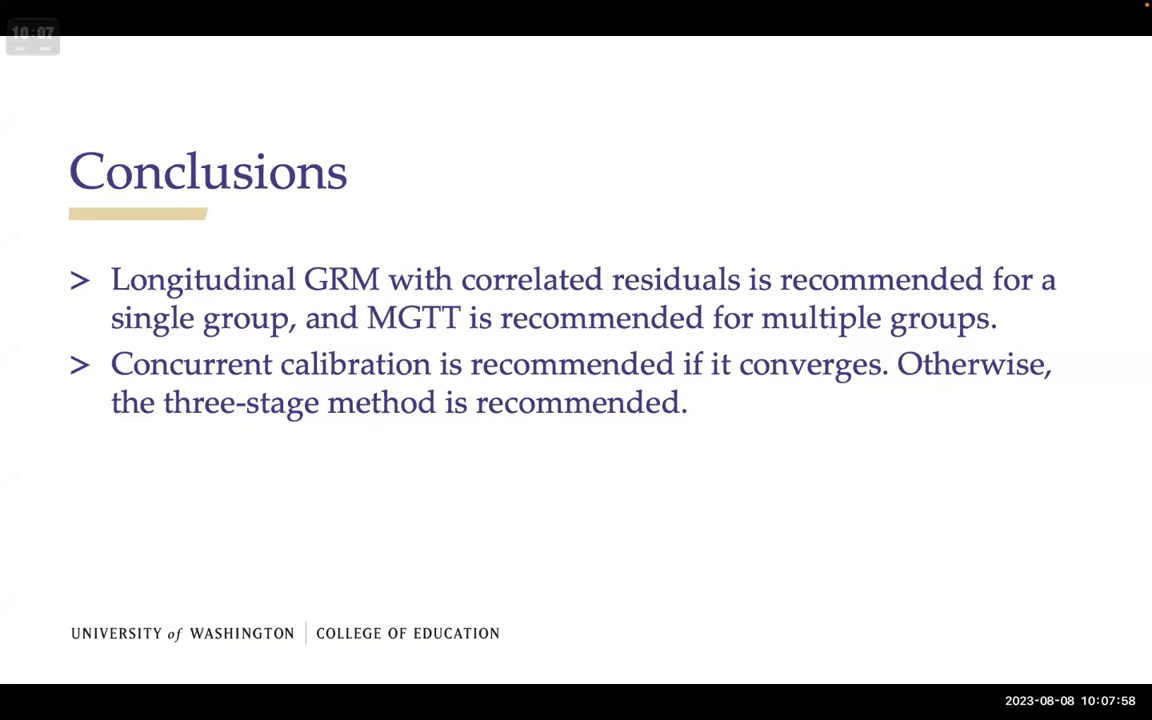 10:07
Conclusions
> Longitudinal GRM with correlated residuals is recommended for a
single group, and MGTT is recommended for multiple groups.
> Concurrent calibration is recommended if it converges. Otherwise,
the three-stage method is recommended.
UNIVERSITY of WASHINGTON | COLLEGE OF EDUCATION
2023-08-08 10:07:58